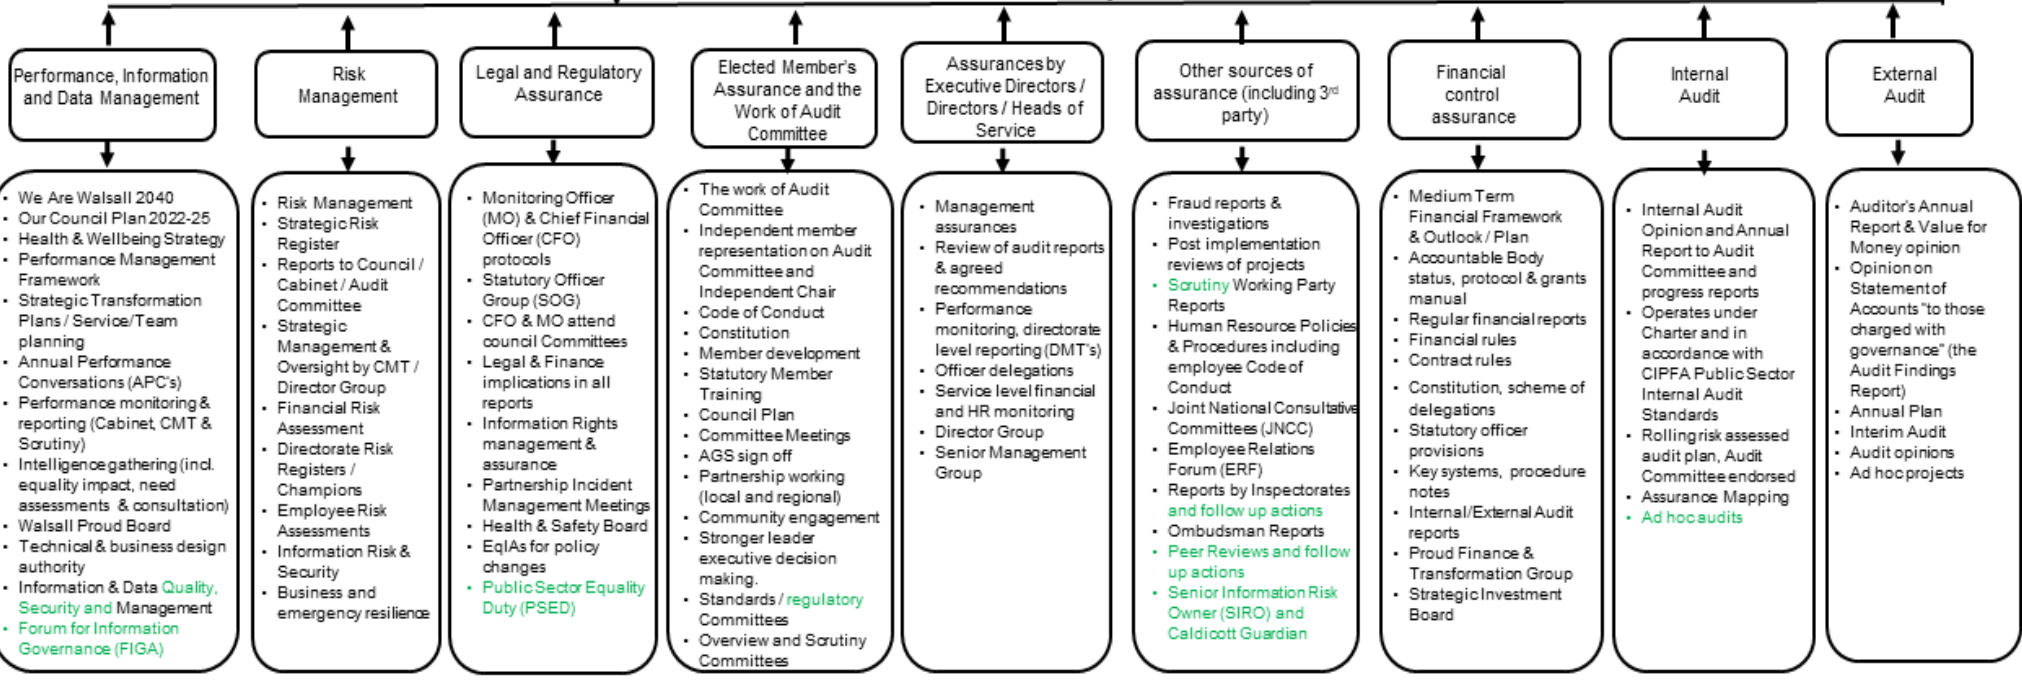 Performance, Information
and Data Management
We Are Walsall 2040
Our Council Plan 2022-25
Health & Wellbeing Strategy
Performance Management
Framework
Strategic Transformation
Plans / Service/Team
planning
Annual Performance
Conversations (APC's)
Performance monitoring &
reporting (Cabinet, CMT &
Scrutiny)
Intelligence gathering (incl.
equality impact, need
assessments & consultation)
Walsall Proud Board
Technical & business design
authority
Information & Data Quality,
Security and Management
Forum for Information
Governance (FIGA)
Risk
Management
Risk Management
Strategic Risk
Register
Reports to Council /
Cabinet / Audit
Committee
Strategic
Management &
Oversight by CMT /
Director Group
Financial Risk
Assessment
Directorate Risk
Registers /
Champions
Employee Risk
Assessments
Information Risk &
Security
Business and
emergency resilience
Legal and Regulatory
Assurance
Monitoring Officer
(MO) & Chief Financial
Officer (CFO)
protocols
Statutory Officer
Group (SOG)
CFO & MO attend
council Committees
Legal & Finance
implications in all
reports
Information Rights
management &
assurance
Partnership Incident
Management Meetings
Health & Safety Board
EqIAs for policy
changes
Public Sector Equality
Duty (PSED)
Elected Member's
Assurance and the
Work of Audit
Committee
The work of Audit
Committee
Independent member
representation on Audit
Committee and
Independent Chair
Code of Conduct
Constitution
Member development
Statutory Member
Training
Council Plan
Committee Meetings
AGS sign off
Partnership working
(local and regional)
Community engagement
Stronger leader
executive decision
making.
Standards / regulatory
Committees
Overview and Scrutiny
Committees
Assurances by
Executive Directors /
Directors / Heads of
Service
Management
assurances
Review of audit reports
& agreed
recommendations
Performance
monitoring, directorate
level reporting (DMT's)
Officer delegations
Service level financial
and HR monitoring
Director Group
Senior Management
Group
Other sources of
assurance (including 3rd
party)
Fraud reports &
investigations
Post implementation
reviews of projects
Scrutiny Working Party
Reports
Human Resource Policies
& Procedures including
employee Code of
Conduct
Joint National Consultative
Committees (JNCC)
Employee Relations
Forum (ERF)
Reports by Inspectorates
and follow up actions
Ombudsman Reports
Peer Reviews and follow
up actions
Senior Information Risk
Owner (SIRO) and
Caldicott Guardian
Financial
control
assurance
Medium Term
Financial Framework
& Outlook / Plan
Accountable Body
status, protocol & grants
manual
Regular financial reports
Financial rules
Contract rules
Constitution, scheme of
delegations
Statutory officer
provisions
Key systems, procedure
notes
Internal/External Audit
reports
Proud Finance &
Transformation Group
Strategic Investment
Board
Internal
Audit
Internal Audit
Opinion and Annual
Report to Audit
Committee and
progress reports
Operates under
Charter and in
accordance with
CIPFA Public Sector
Internal Audit
Standards
Rolling risk assessed
audit plan, Audit
Committee endorsed
Assurance Mapping
Ad hoc audits
External
Audit
Auditor's Annual
Report & Value for
Money opinion
Opinion on
Statement of
Accounts "to those
charged with
governance" (the
Audit Findings
Report)
Annual Plan
Interim Audit
Audit opinions
Ad hoc projects